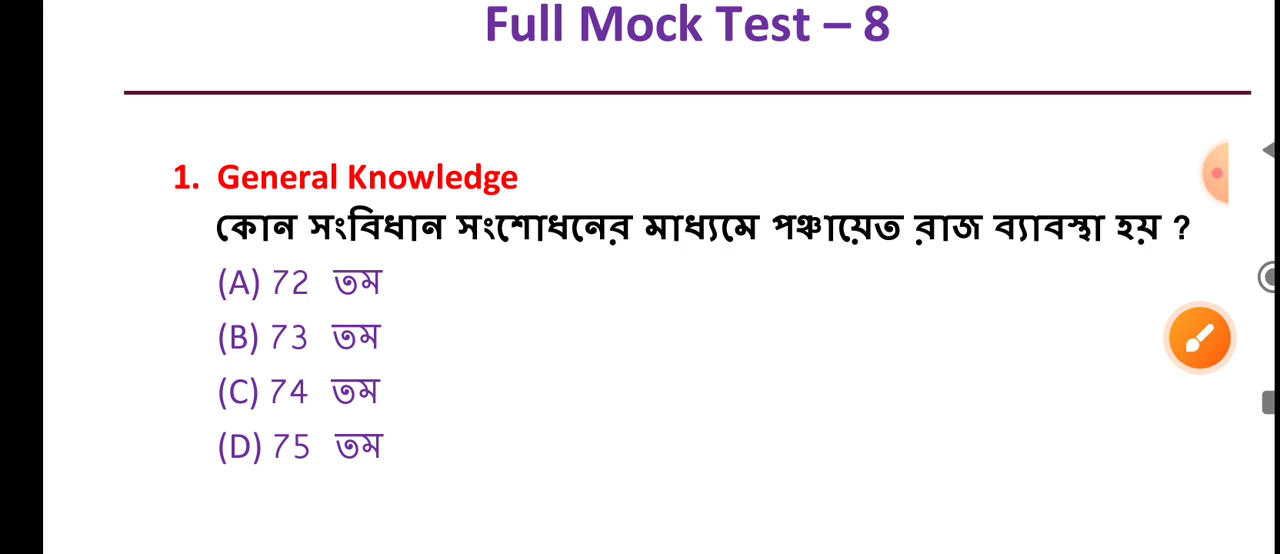 Full Mock Test – 8
1. General Knowledge
কোন সংবিধান সংশোধনের মাধ্যমে পঞ্চায়েত রাজ ব্যাবস্থা হয় ?
(A) 72 তম
(B) 73 তম
(C) 74 তম
(D) 75 তম